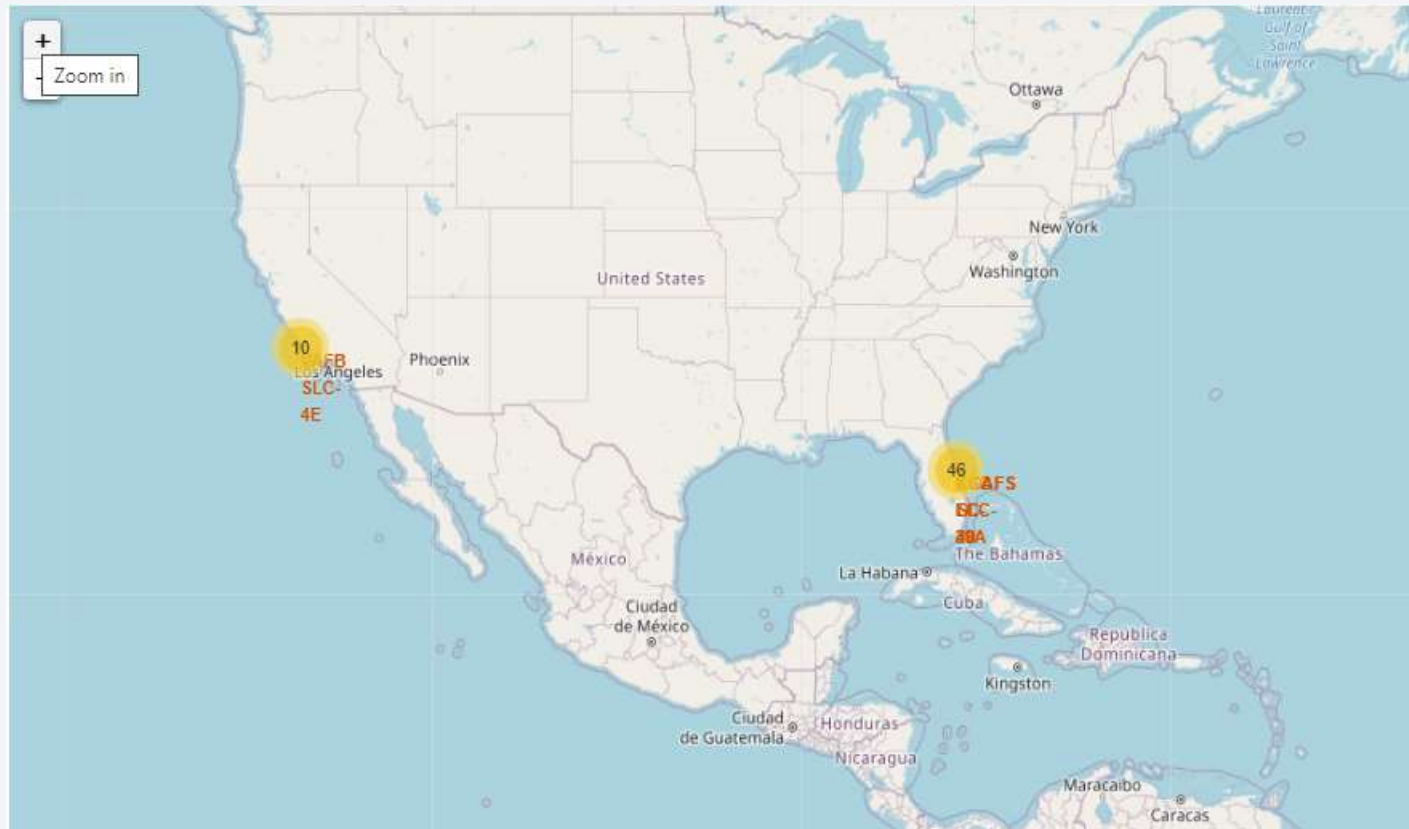 +
Zoom in
-
Laurent
Gulf of
Saint
Lawrence
Ottawa
New York
Washington
United States
10
Los Angeles
SLC-
4E
Phoenix
46
The Bahamas
La Habana
Cuba
México
Ciudad
de México
República
Dominicana
Kingston
Ciudad
de Guatemala
Honduras
Nicaragua
Maracaibo
Caracas